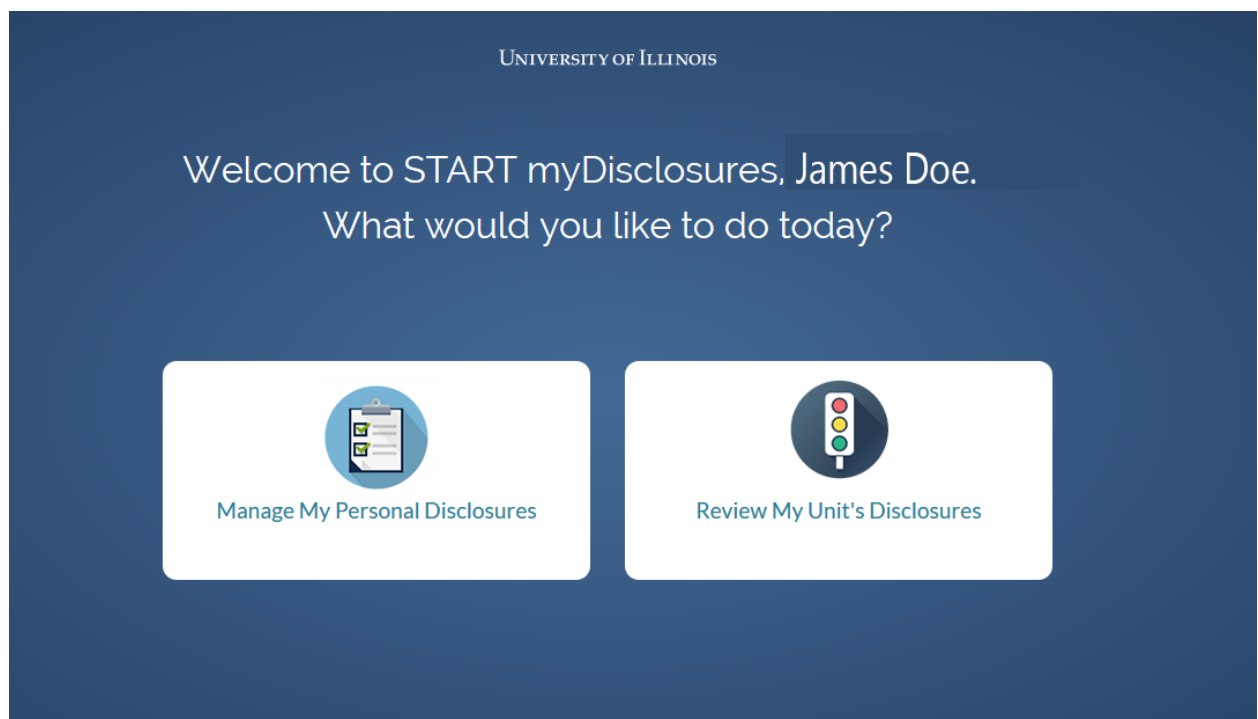 UNIVERSITY OF ILLINOIS
Welcome to START myDisclosures, James Doe.
What would you like to do today?
Manage My Personal Disclosures
Review My Unit's Disclosures